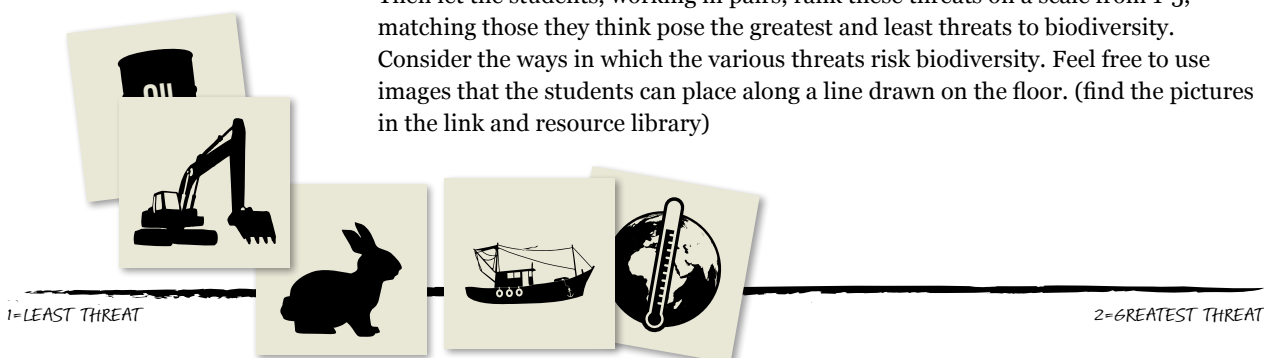 Then let the students, working in pairs, rank these threats on a scale from 1-5,
matching those they think pose the greatest and least threats to biodiversity.
Consider the ways in which the various threats risk biodiversity. Feel free to use
images that the students can place along a line drawn on the floor. (find the pictures
in the link and resource library)
OIL
1=LEAST THREAT
2=GREATEST THREAT